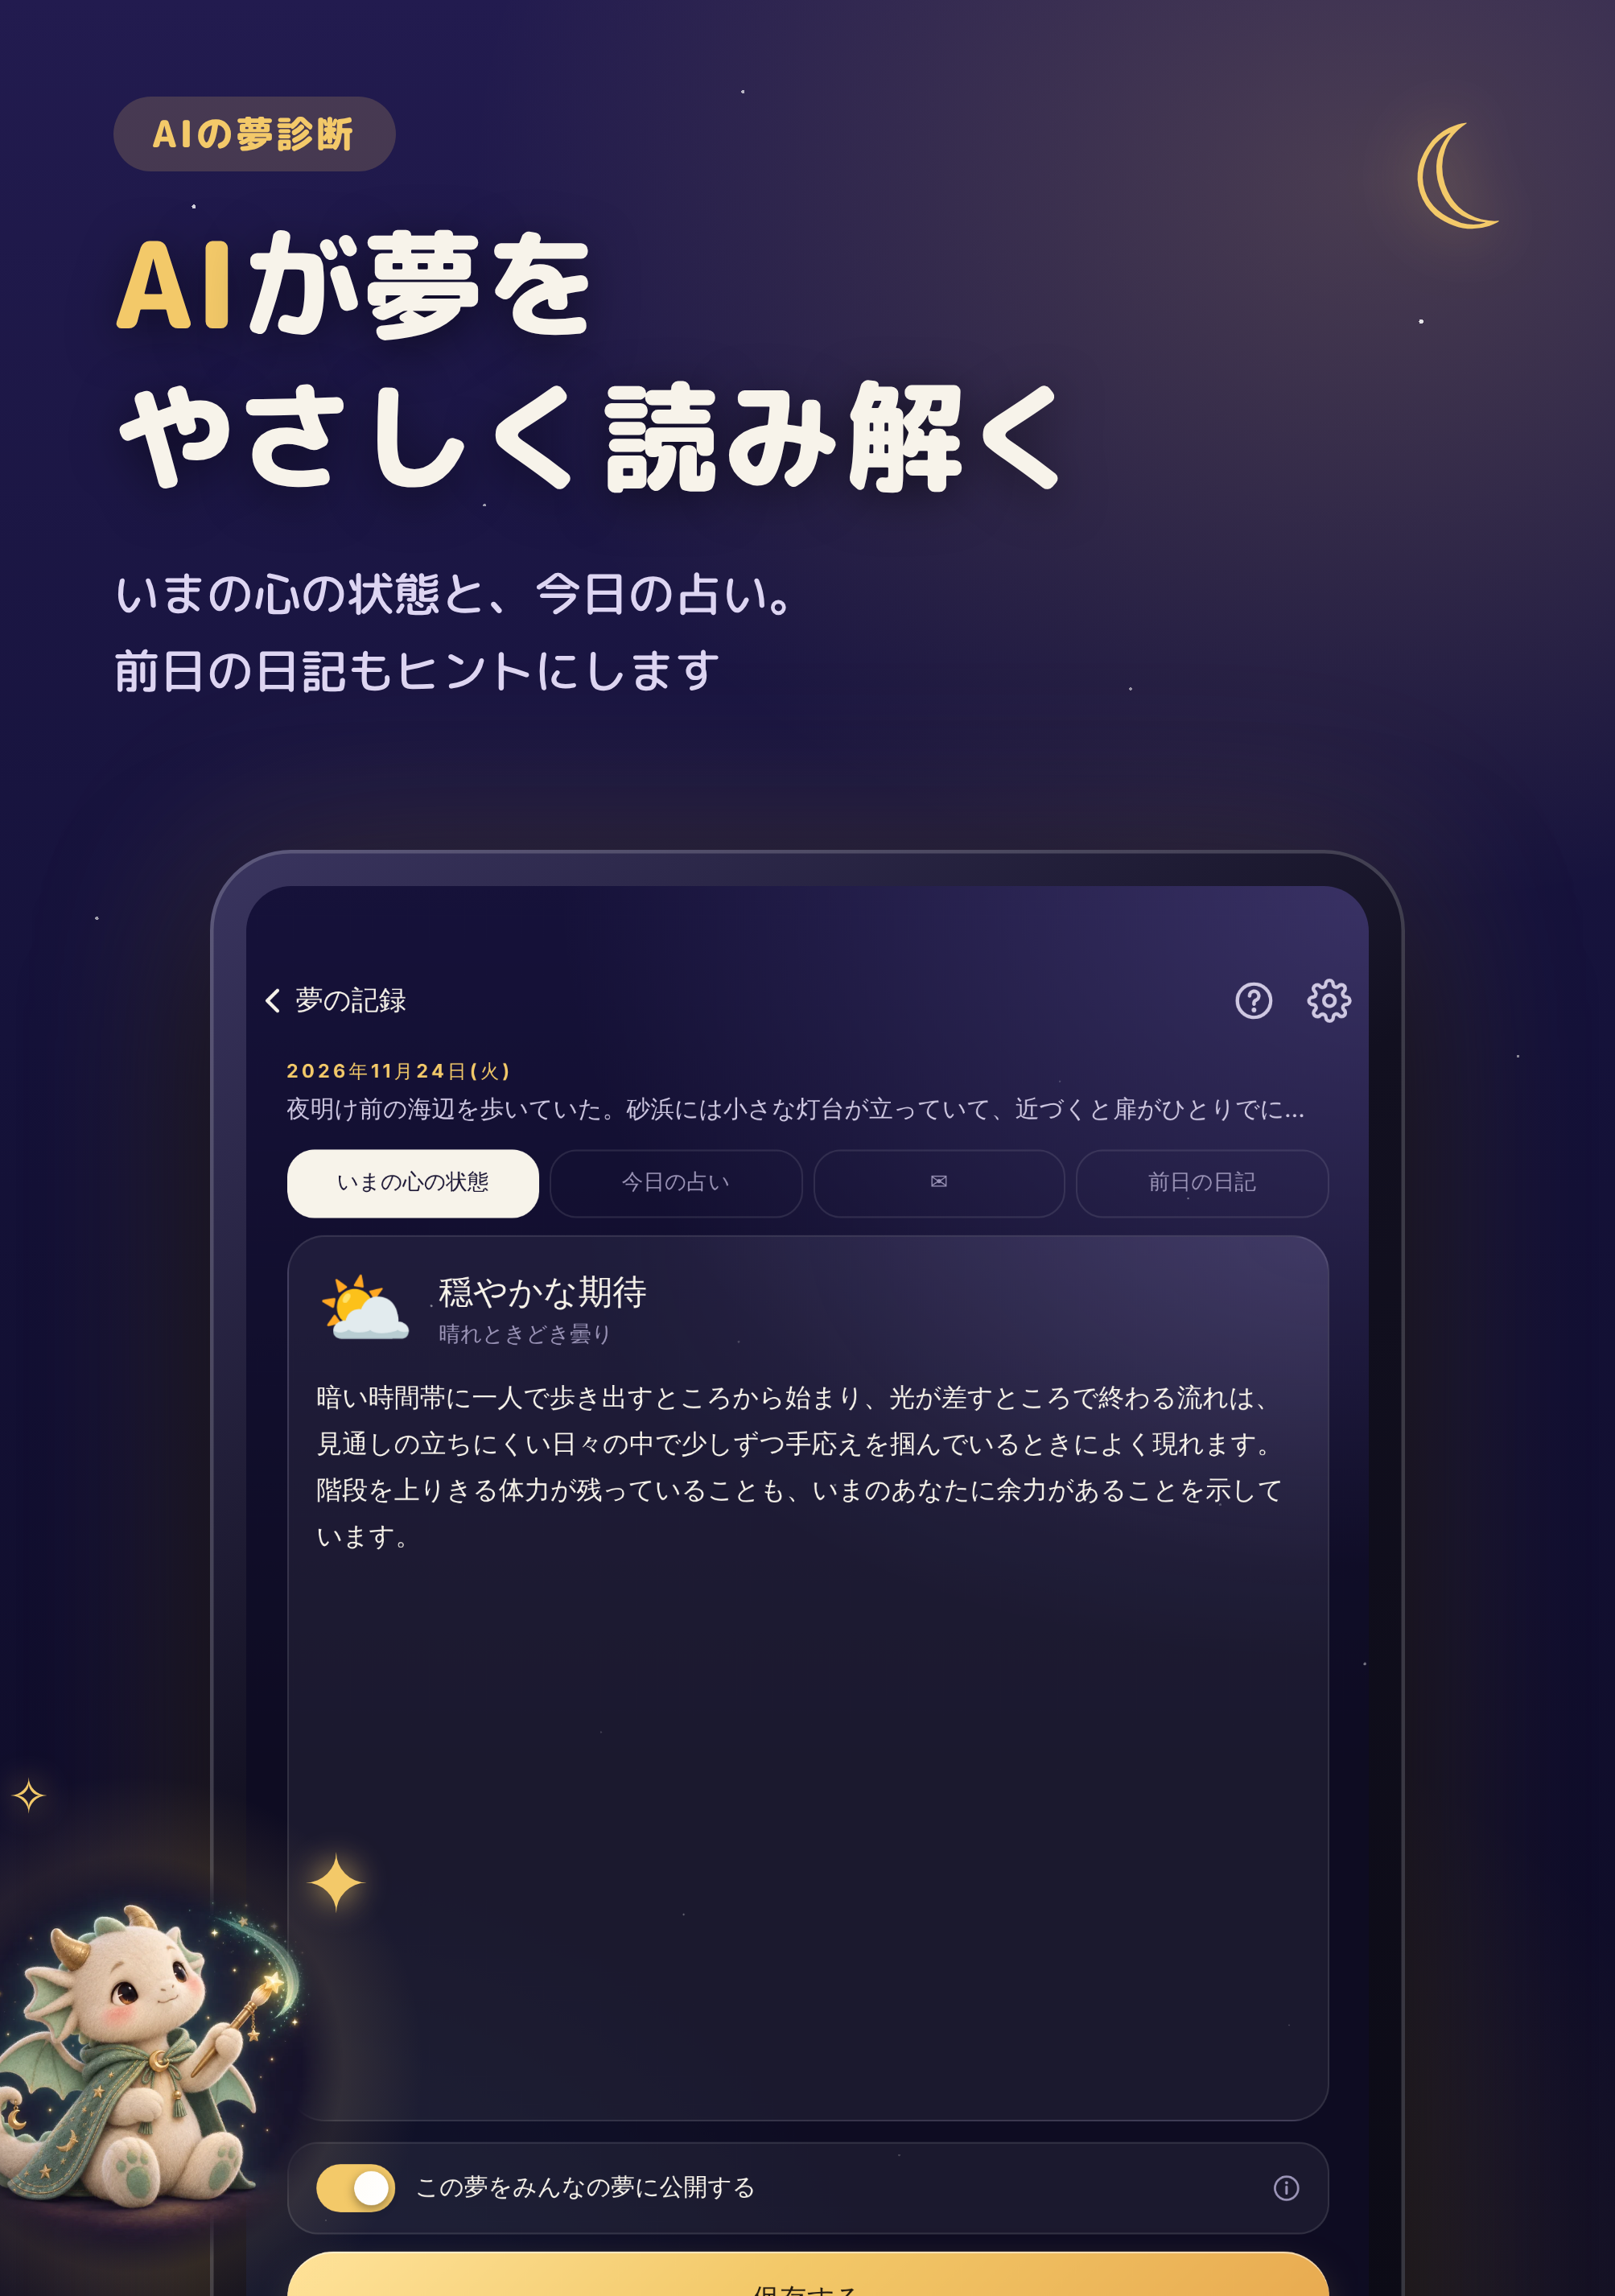 AIの夢診断
AIが夢を
やさしく読み解く
いまの心の状態と、今日の占い。
前日の日記もヒントにします
夢の記録
2026年11月24日(火)
夜明け前の海辺を歩いていた。砂浜には小さな灯台が立っていて、近づくと扉がひとりでに…
いまの心の状態 今日の占い ✉ 前日の日記
穏やかな期待
晴れときどき曇り
暗い時間帯に一人で歩き出すところから始まり、光が差すところで終わる流れは、
見通しの立ちにくい日々の中で少しずつ手応えを掴んでいるときによく現れます。
階段を上りきる体力が残っていることも、いまのあなたに余力があることを示して
います。
この夢をみんなの夢に公開する
保存する